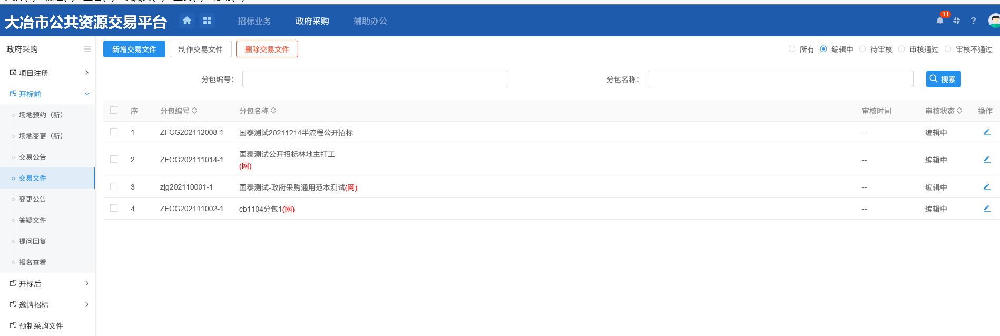 大冶市公共资源交易平台
招标业务 政府采购 辅助办公
11
?
政府采购
新增交易文件 制作交易文件 删除交易文件
所有 编辑中 待审核 审核通过 审核不通过
项目注册
开标前
场地预约（新）
场地变更（新）
交易公告
交易文件
变更公告
答疑文件
提问回复
报名查看
开标后
邀请招标
预制采购文件
分包编号：
分包名称：
搜索
序 分包编号 分包名称 审核时间 审核状态 操作
1 ZFCG202112008-1 国泰测试20211214半流程公开招标 -- 编辑中
2 ZFCG202111014-1 国泰测试公开招标林地主打工 -- 编辑中
(网)
3 zjg202110001-1 国泰测试-政府采购通用范本测试(网) -- 编辑中
4 ZFCG202111002-1 cb1104分包1(网) -- 编辑中